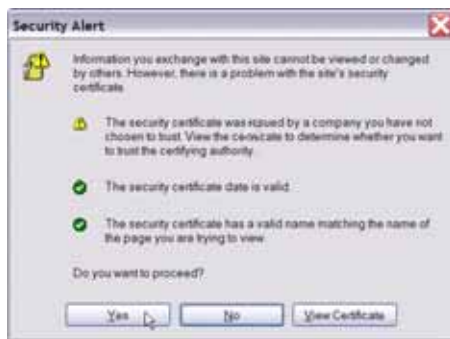 Security Alert
Information you exchange with this site cannot be viewed or changed
by others. However, there is a problem with the site's security
certificate.
The security certificate was issued by a company you have not
chosen to trust. View the certificate to determine whether you want
to trust the certifying authority.
The security certificate date is valid.
The security certificate has a valid name matching the name of
the page you are trying to view.
Do you want to proceed?
Yes
No
View Certificate